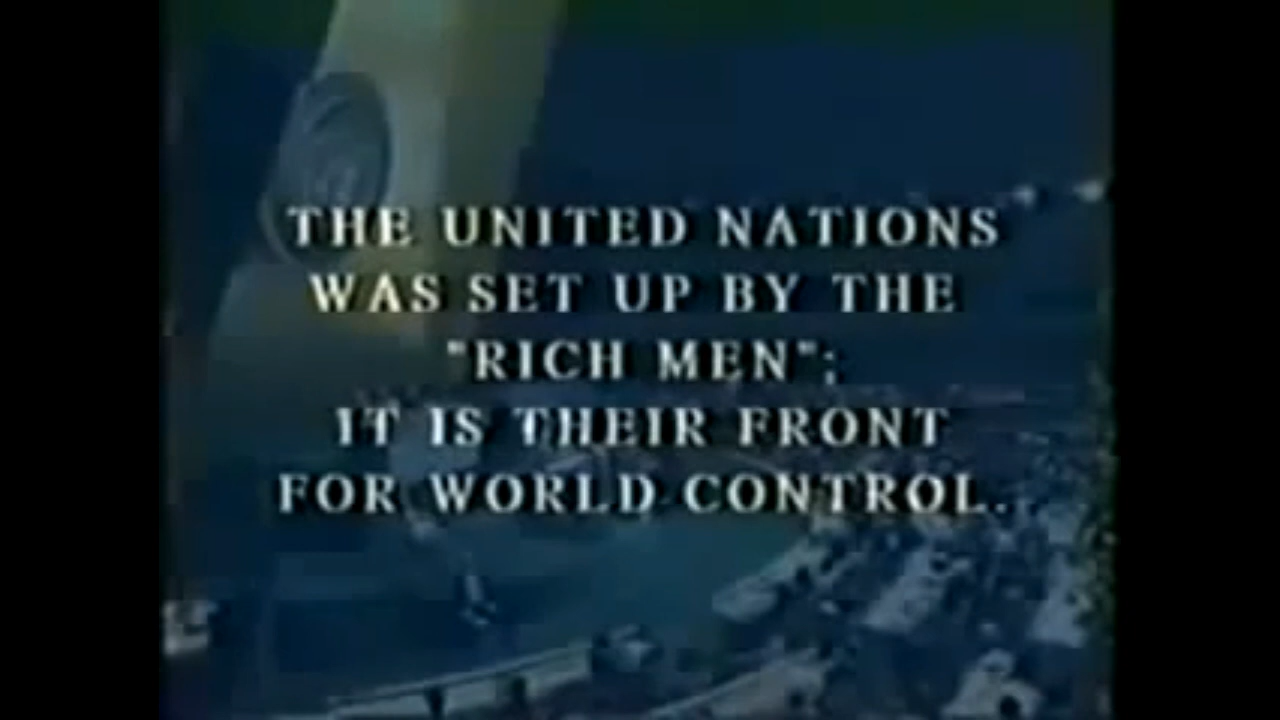 THE UNITED NATIONS
WAS SET UP BY THE
"RICH MEN";
IT IS THEIR FRONT
FOR WORLD CONTROL.